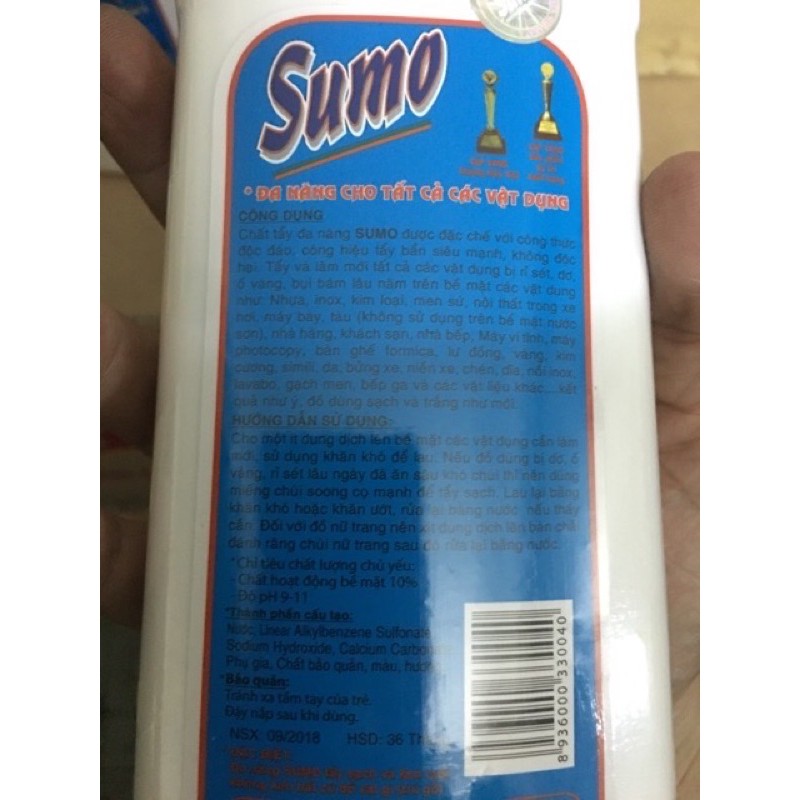 Sumo
* ĐA NĂNG CHO TẤT CẢ CÁC VẬT DỤNG
CÔNG DỤNG
Chất tẩy đa năng SUMO được đặc chế với công thức
độc đáo, công hiệu tẩy bẩn siêu mạnh, không độc
hại. Tẩy và làm mới tất cả các vật dụng bị rỉ sét, dơ,
ố vàng, bụi bám lâu năm trên bề mặt các vật dụng
như: Nhựa, inox, kim loại, men sứ, nội thất trong xe
hơi, máy bay, tàu (không sử dụng trên bề mặt nước
sơn), nhà hàng, khách sạn, nhà bếp, Máy vi tính, máy
photocopy, bàn ghế formica, lư đồng, vàng, kim
cương, simili, da, bửng xe, niền xe, chén, dĩa, nồi inox,
lavabo, gạch men, bếp ga và các vật liệu khác...kết
quả như ý, đồ dùng sạch và trắng như mới.
HƯỚNG DẪN SỬ DỤNG:
Cho một ít dung dịch lên bề mặt các vật dụng cần làm
mới, sử dụng khăn khô để lau. Nếu đồ dùng bị dơ, ố
vàng, rỉ sét lâu ngày đã ăn sâu khó chùi thì nên dùng
miếng chùi soong cọ mạnh để tẩy sạch. Lau lại bằng
khăn khô hoặc khăn ướt, rửa lại bằng nước nếu thấy
cần. Đối với đồ nữ trang nên xịt dung dịch lên bàn chải
đánh răng chùi nữ trang sau đó rửa lại bằng nước.
*Chỉ tiêu chất lượng chủ yếu:
- Chất hoạt động bề mặt 10%
- Độ pH 9-11
*Thành phần cấu tạo:
Nước, Linear Alkylbenzene Sulfonate
Sodium Hydroxide, Calcium Carbon
Phụ gia, Chất bảo quản, màu, hương
*Bảo quản:
Tránh xa tầm tay của trẻ.
Đậy nắp sau khi dùng.
NSX: 09/2018 HSD: 36 Th
8 936000 330040